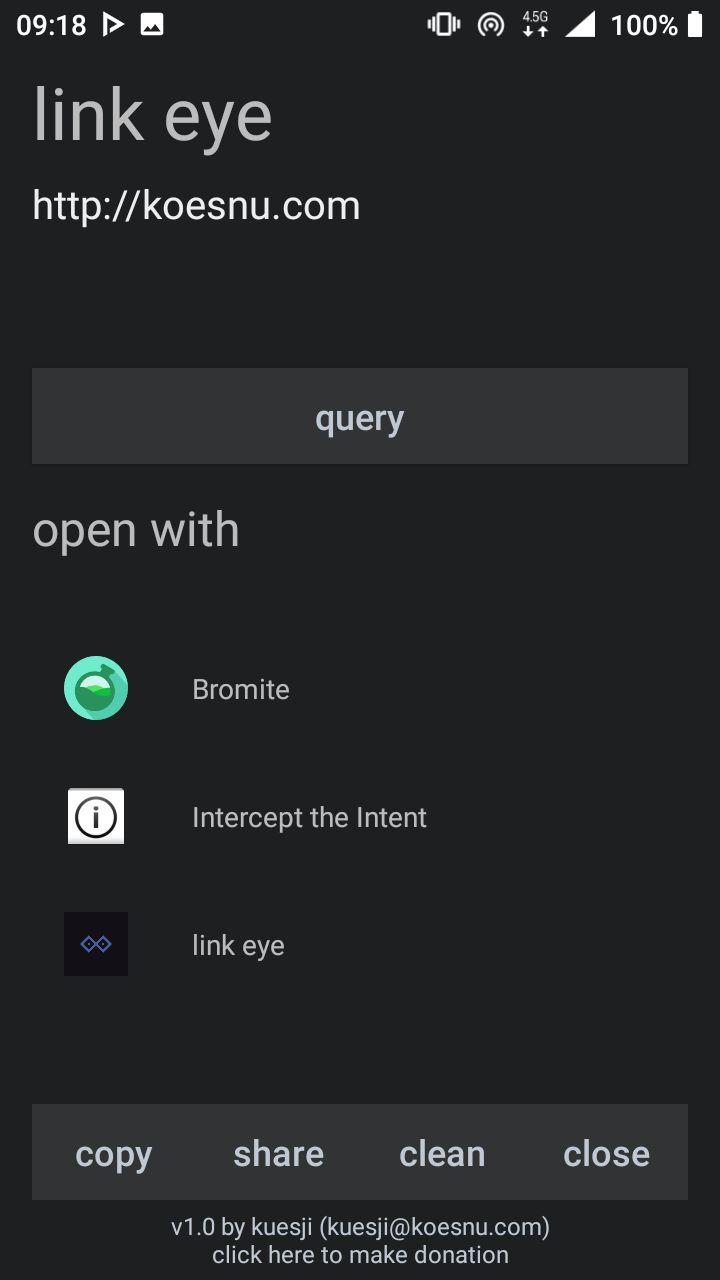 09:18 4.5G 100%
link eye
http://koesnu.com
query
open with
Bromite
Intercept the Intent
link eye
copy share clean close
v1.0 by kuesji (kuesji@koesnu.com)
click here to make donation